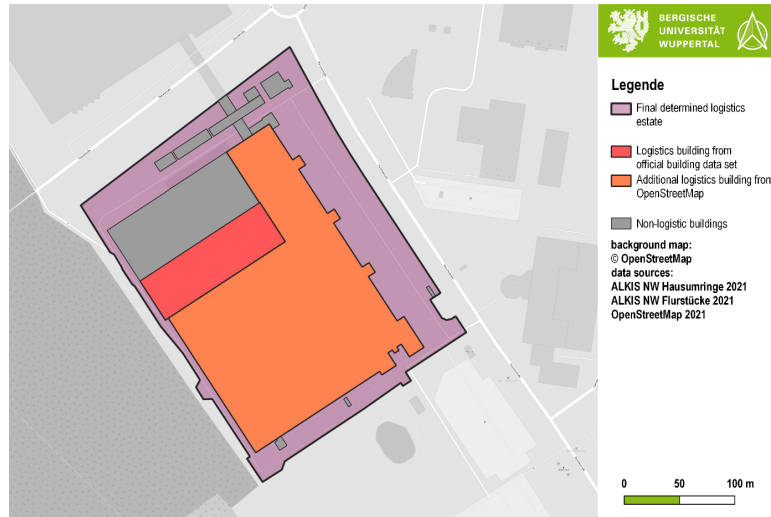 BERGISCHE
UNIVERSITÄT
WUPPERTAL
Legende
Final determined logistics
estate
Logistics building from
official building data set
Additional logistics building from
OpenStreetMap
Non-logistic buildings
background map:
© OpenStreetMap
data sources:
ALKIS NW Hausumringe 2021
ALKIS NW Flurstücke 2021
OpenStreetMap 2021
0 50 100 m